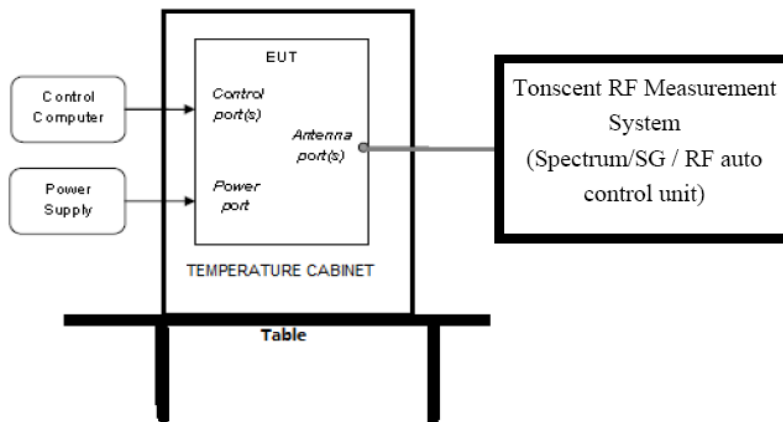 EUT
Control
Computer
Control
port(s)
Antenna
port(s)
Power
Supply
Power
port
TEMPERATURE CABINET
Table
Tonscent RF Measurement
System
(Spectrum/SG / RF auto
control unit)